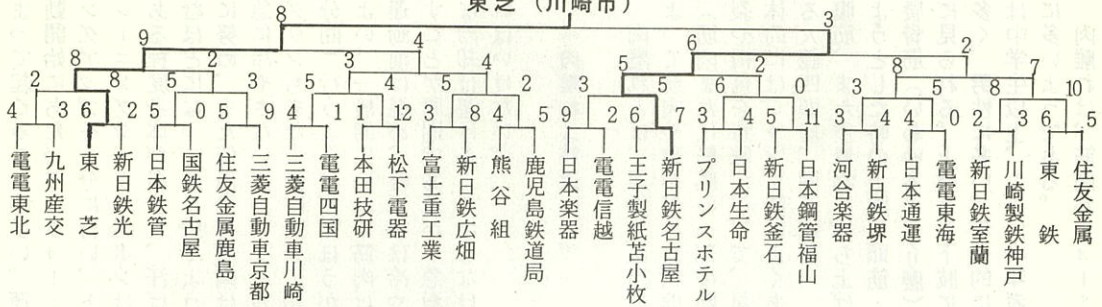 東芝（川崎市）
8 3
9 4 6 2
8 5 3 4 5 2 8 7
2 8 5 3 3 1 5 2 3 6 2 7 3 5 3 10
4 3 6 2 5 0 5 9 4 1 1 12 3 8 4 5 9 2 6 7 3 4 5 11 3 4 4 0 2 3 6 5
電電東北
九州産交
東芝
新日鉄光
日本鉄管
国鉄名古屋
住友金属鹿島
三菱自動車京都
三菱自動車川崎
電電四国
本田技研
松下電器
富士重工業
新日鉄広畑
熊谷組
鹿児島鉄道局
日本楽器
電電信越
王子製紙苫小枚
新日鉄名古屋
プリンスホテル
日本生命
新日鉄釜石
日本鋼管福山
河合楽器
新日鉄堺
日本通運
電電東海
新日鉄室蘭
川崎製鉄神戸
東鉄
住友金属